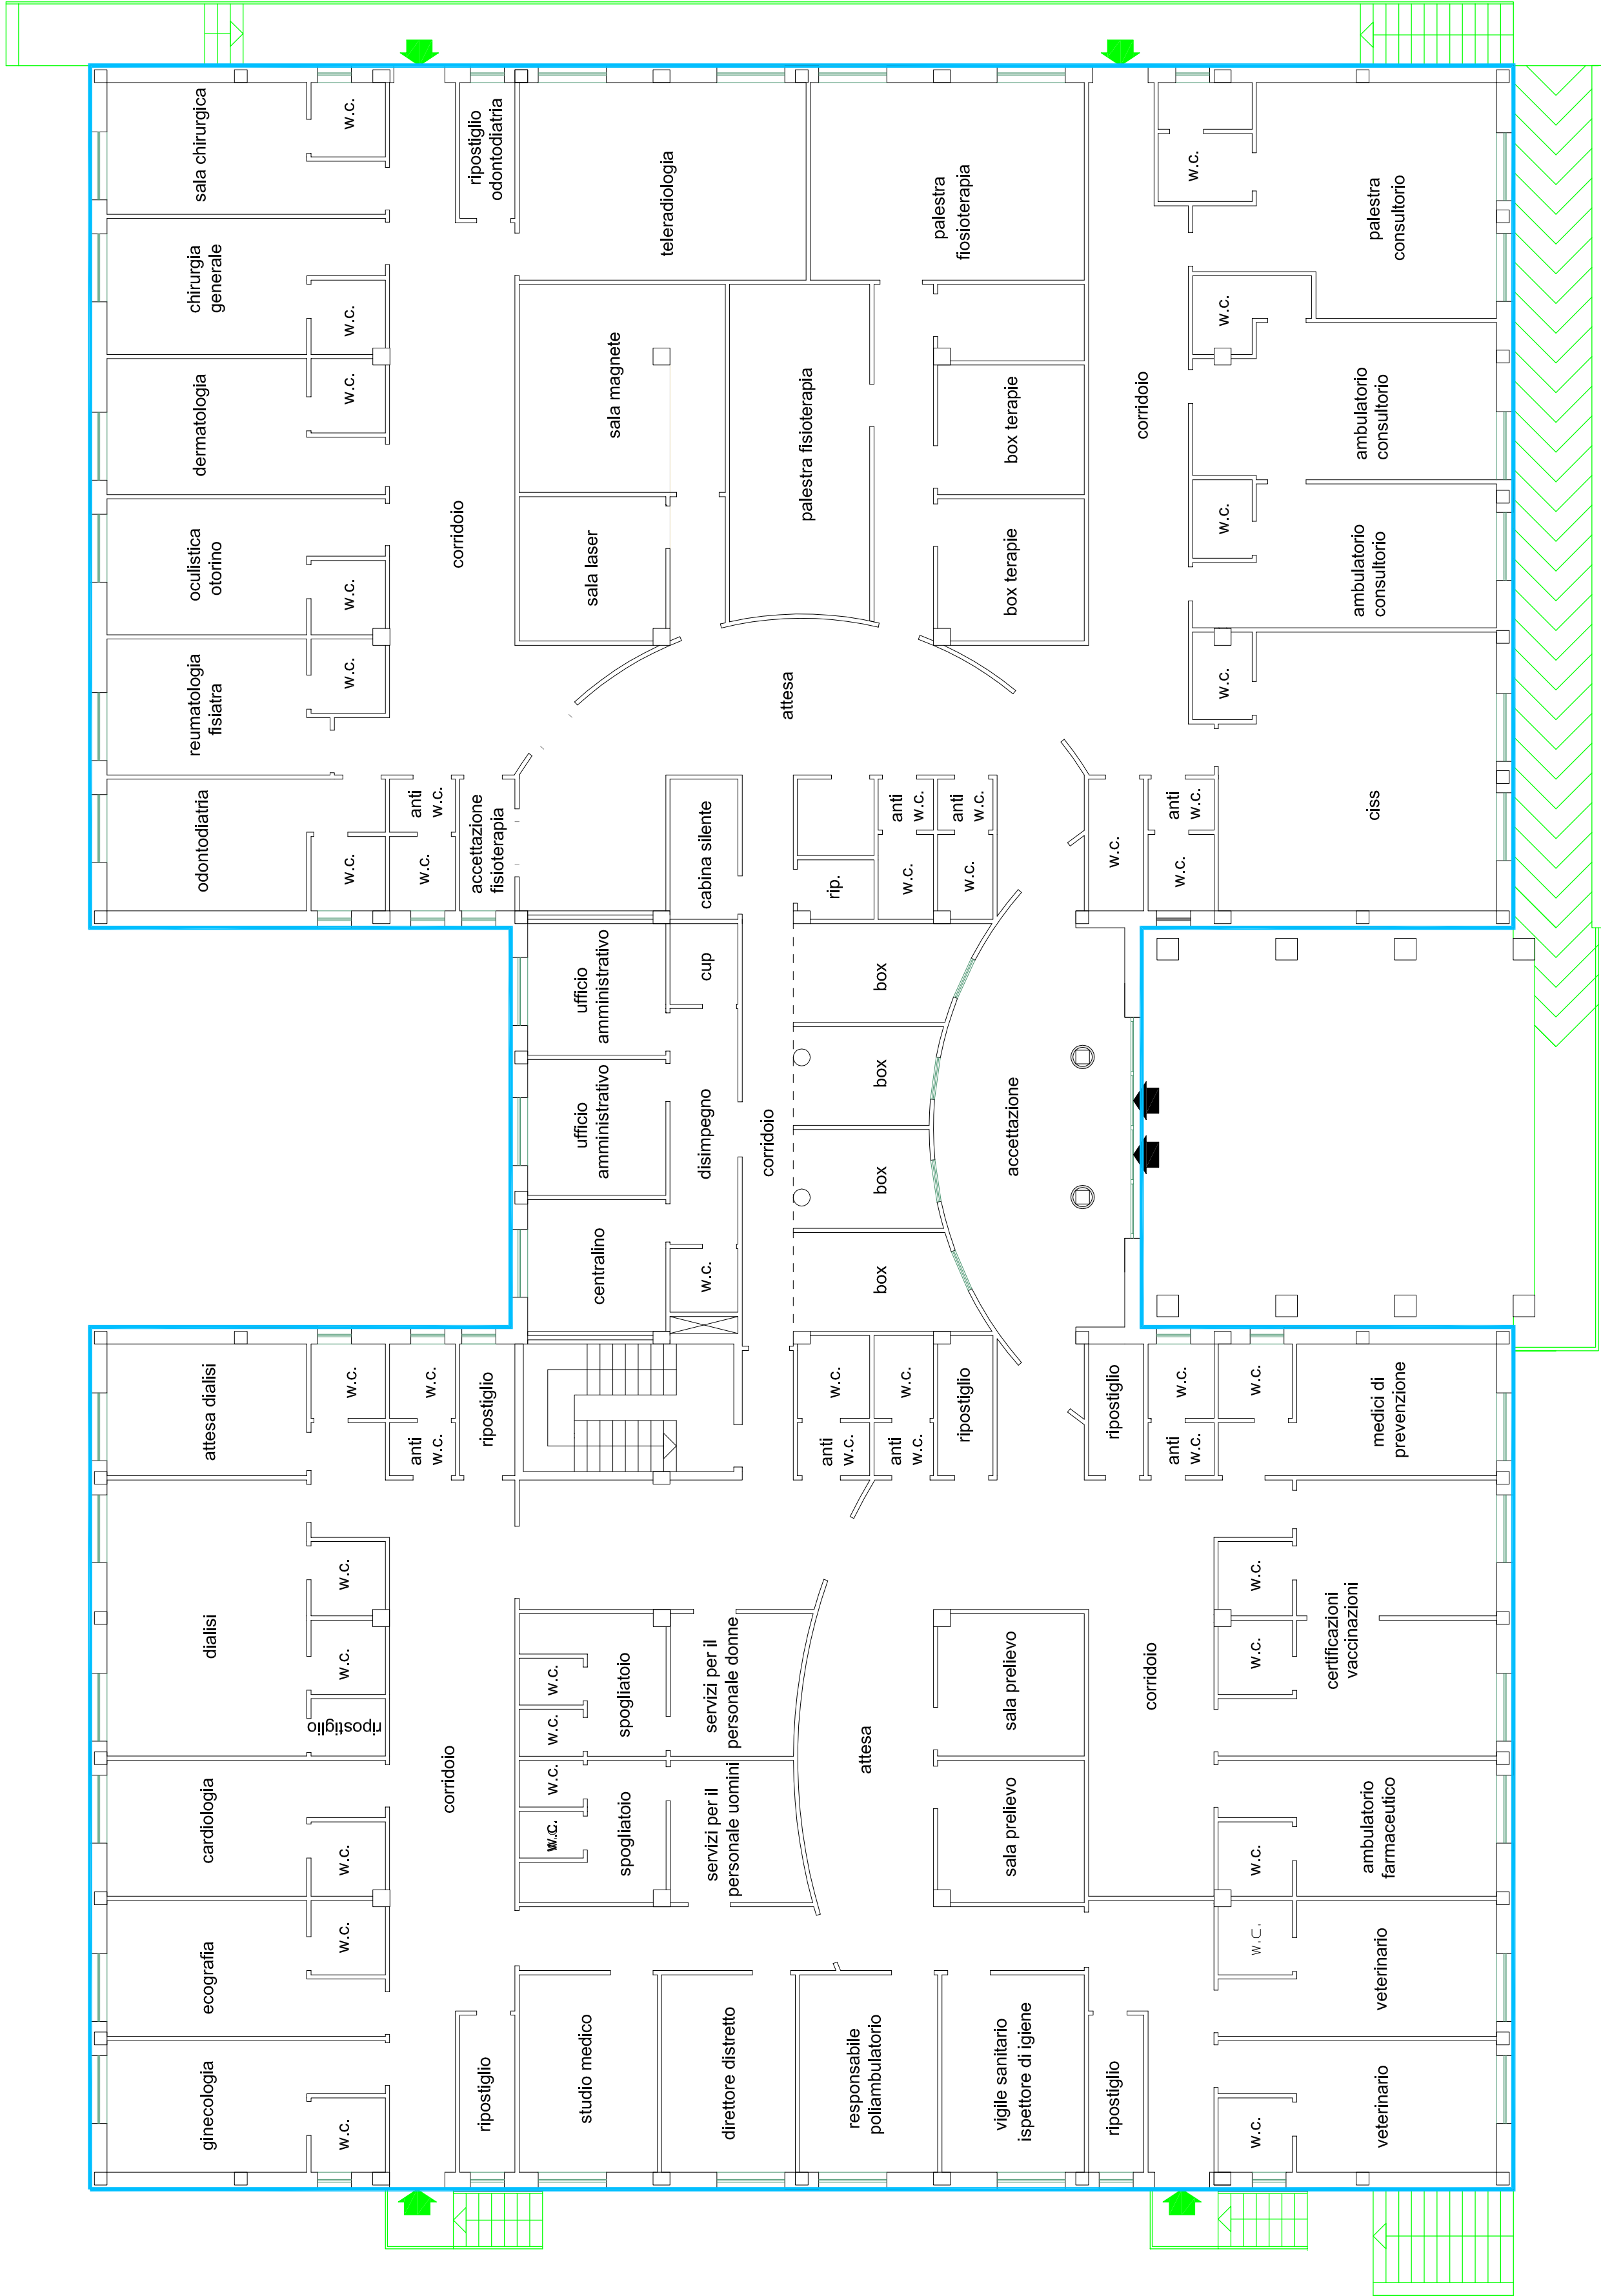 sala chirurgica
w.c.
ripostiglio
odontodiatria
teleradiologia
palestra
fiosioterapia
w.c.
palestra
consultorio
chirurgia
generale
w.c.
sala magnete
w.c.
dermatologia
w.c.
palestra fisioterapia
box terapie
corridoio
ambulatorio
consultorio
oculistica
otorino
w.c.
corridoio
sala laser
box terapie
w.c.
ambulatorio
consultorio
reumatologia
fisiatra
w.c.
attesa
w.c.
odontodiatria
w.c.
anti
w.c.
w.c.
accettazione
fisioterapia
cabina silente
rip.
anti
w.c.
w.c.
anti
w.c.
w.c.
w.c.
anti
w.c.
w.c.
ciss
ufficio
amministrativo
cup
box
ufficio
amministrativo
disimpegno
corridoio
box
accettazione
box
centralino
w.c.
box
attesa dialisi
w.c.
w.c.
anti
w.c.
ripostiglio
w.c.
anti
w.c.
w.c.
anti
w.c.
ripostiglio
ripostiglio
w.c.
anti
w.c.
w.c.
medici di
prevenzione
dialisi
w.c.
w.c.
ripostiglio
w.c.
w.c.
spogliatoio
servizi per il
personale donne
sala prelievo
corridoio
w.c.
w.c.
certificazioni
vaccinazioni
cardiologia
w.c.
corridoio
w.c.
w.c.
spogliatoio
servizi per il
personale uomini
attesa
sala prelievo
w.c.
ambulatorio
farmaceutico
ecografia
w.c.
w.c.
veterinario
ginecologia
w.c.
ripostiglio
studio medico
direttore distretto
responsabile
poliambulatorio
vigile sanitario
ispettore di igiene
ripostiglio
w.c.
veterinario